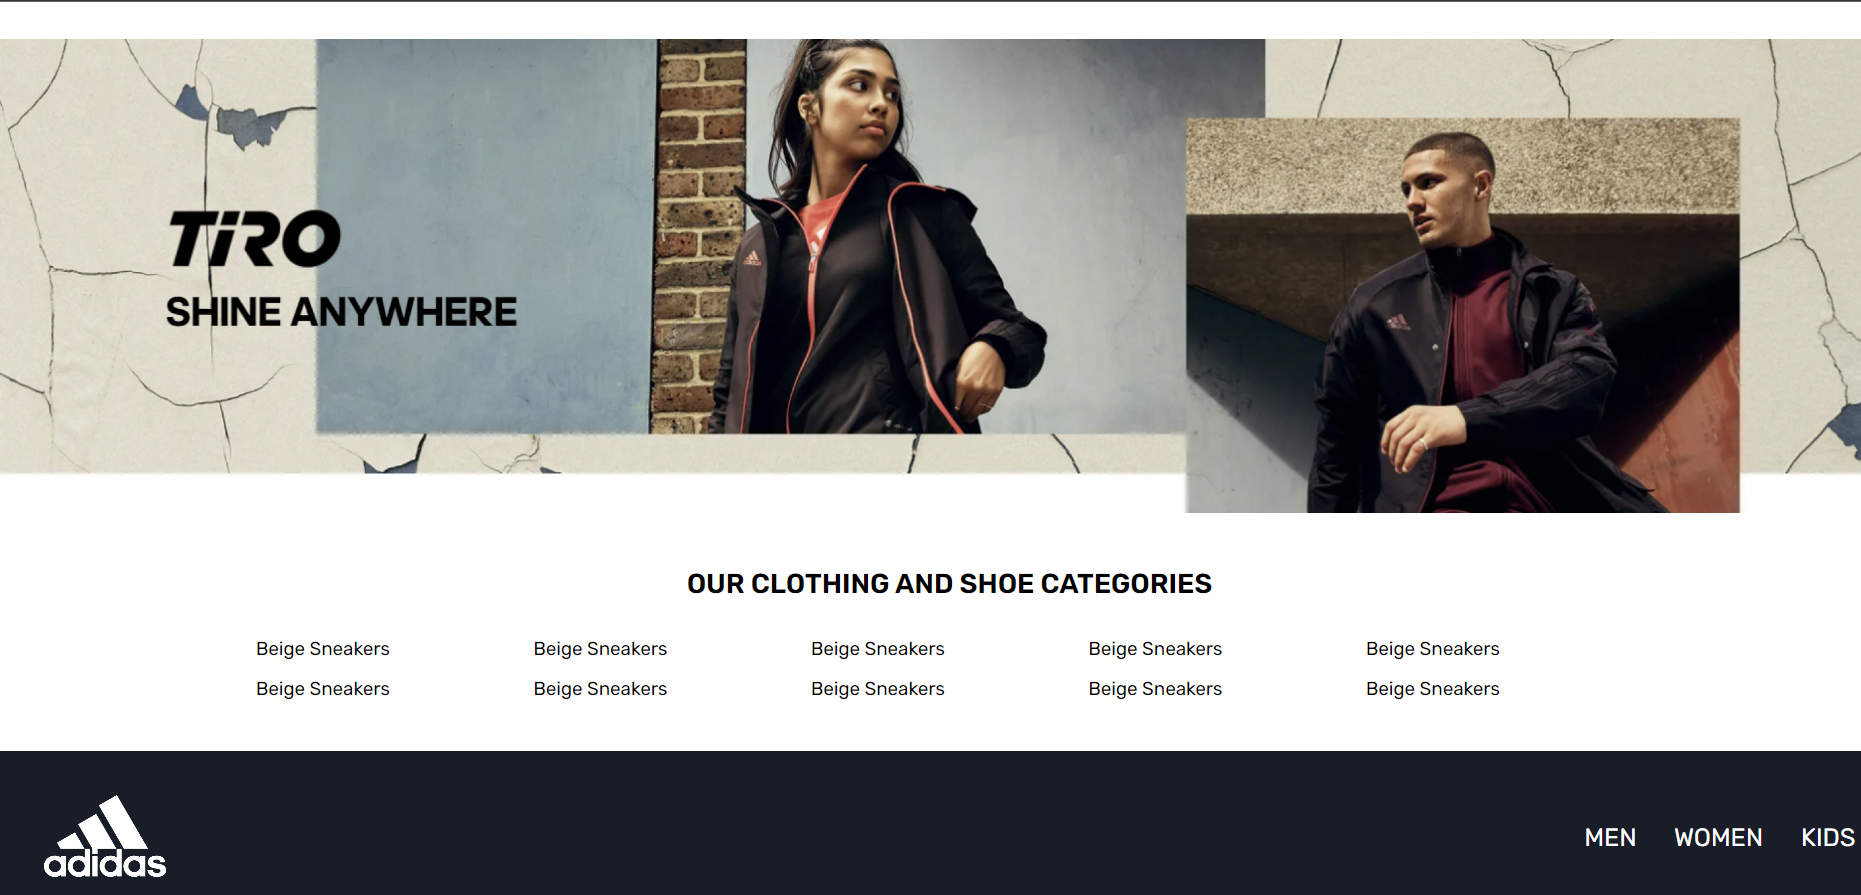 TiRO
SHINE ANYWHERE
OUR CLOTHING AND SHOE CATEGORIES
Beige Sneakers Beige Sneakers Beige Sneakers Beige Sneakers Beige Sneakers
Beige Sneakers Beige Sneakers Beige Sneakers Beige Sneakers Beige Sneakers
adidas
MEN WOMEN KIDS